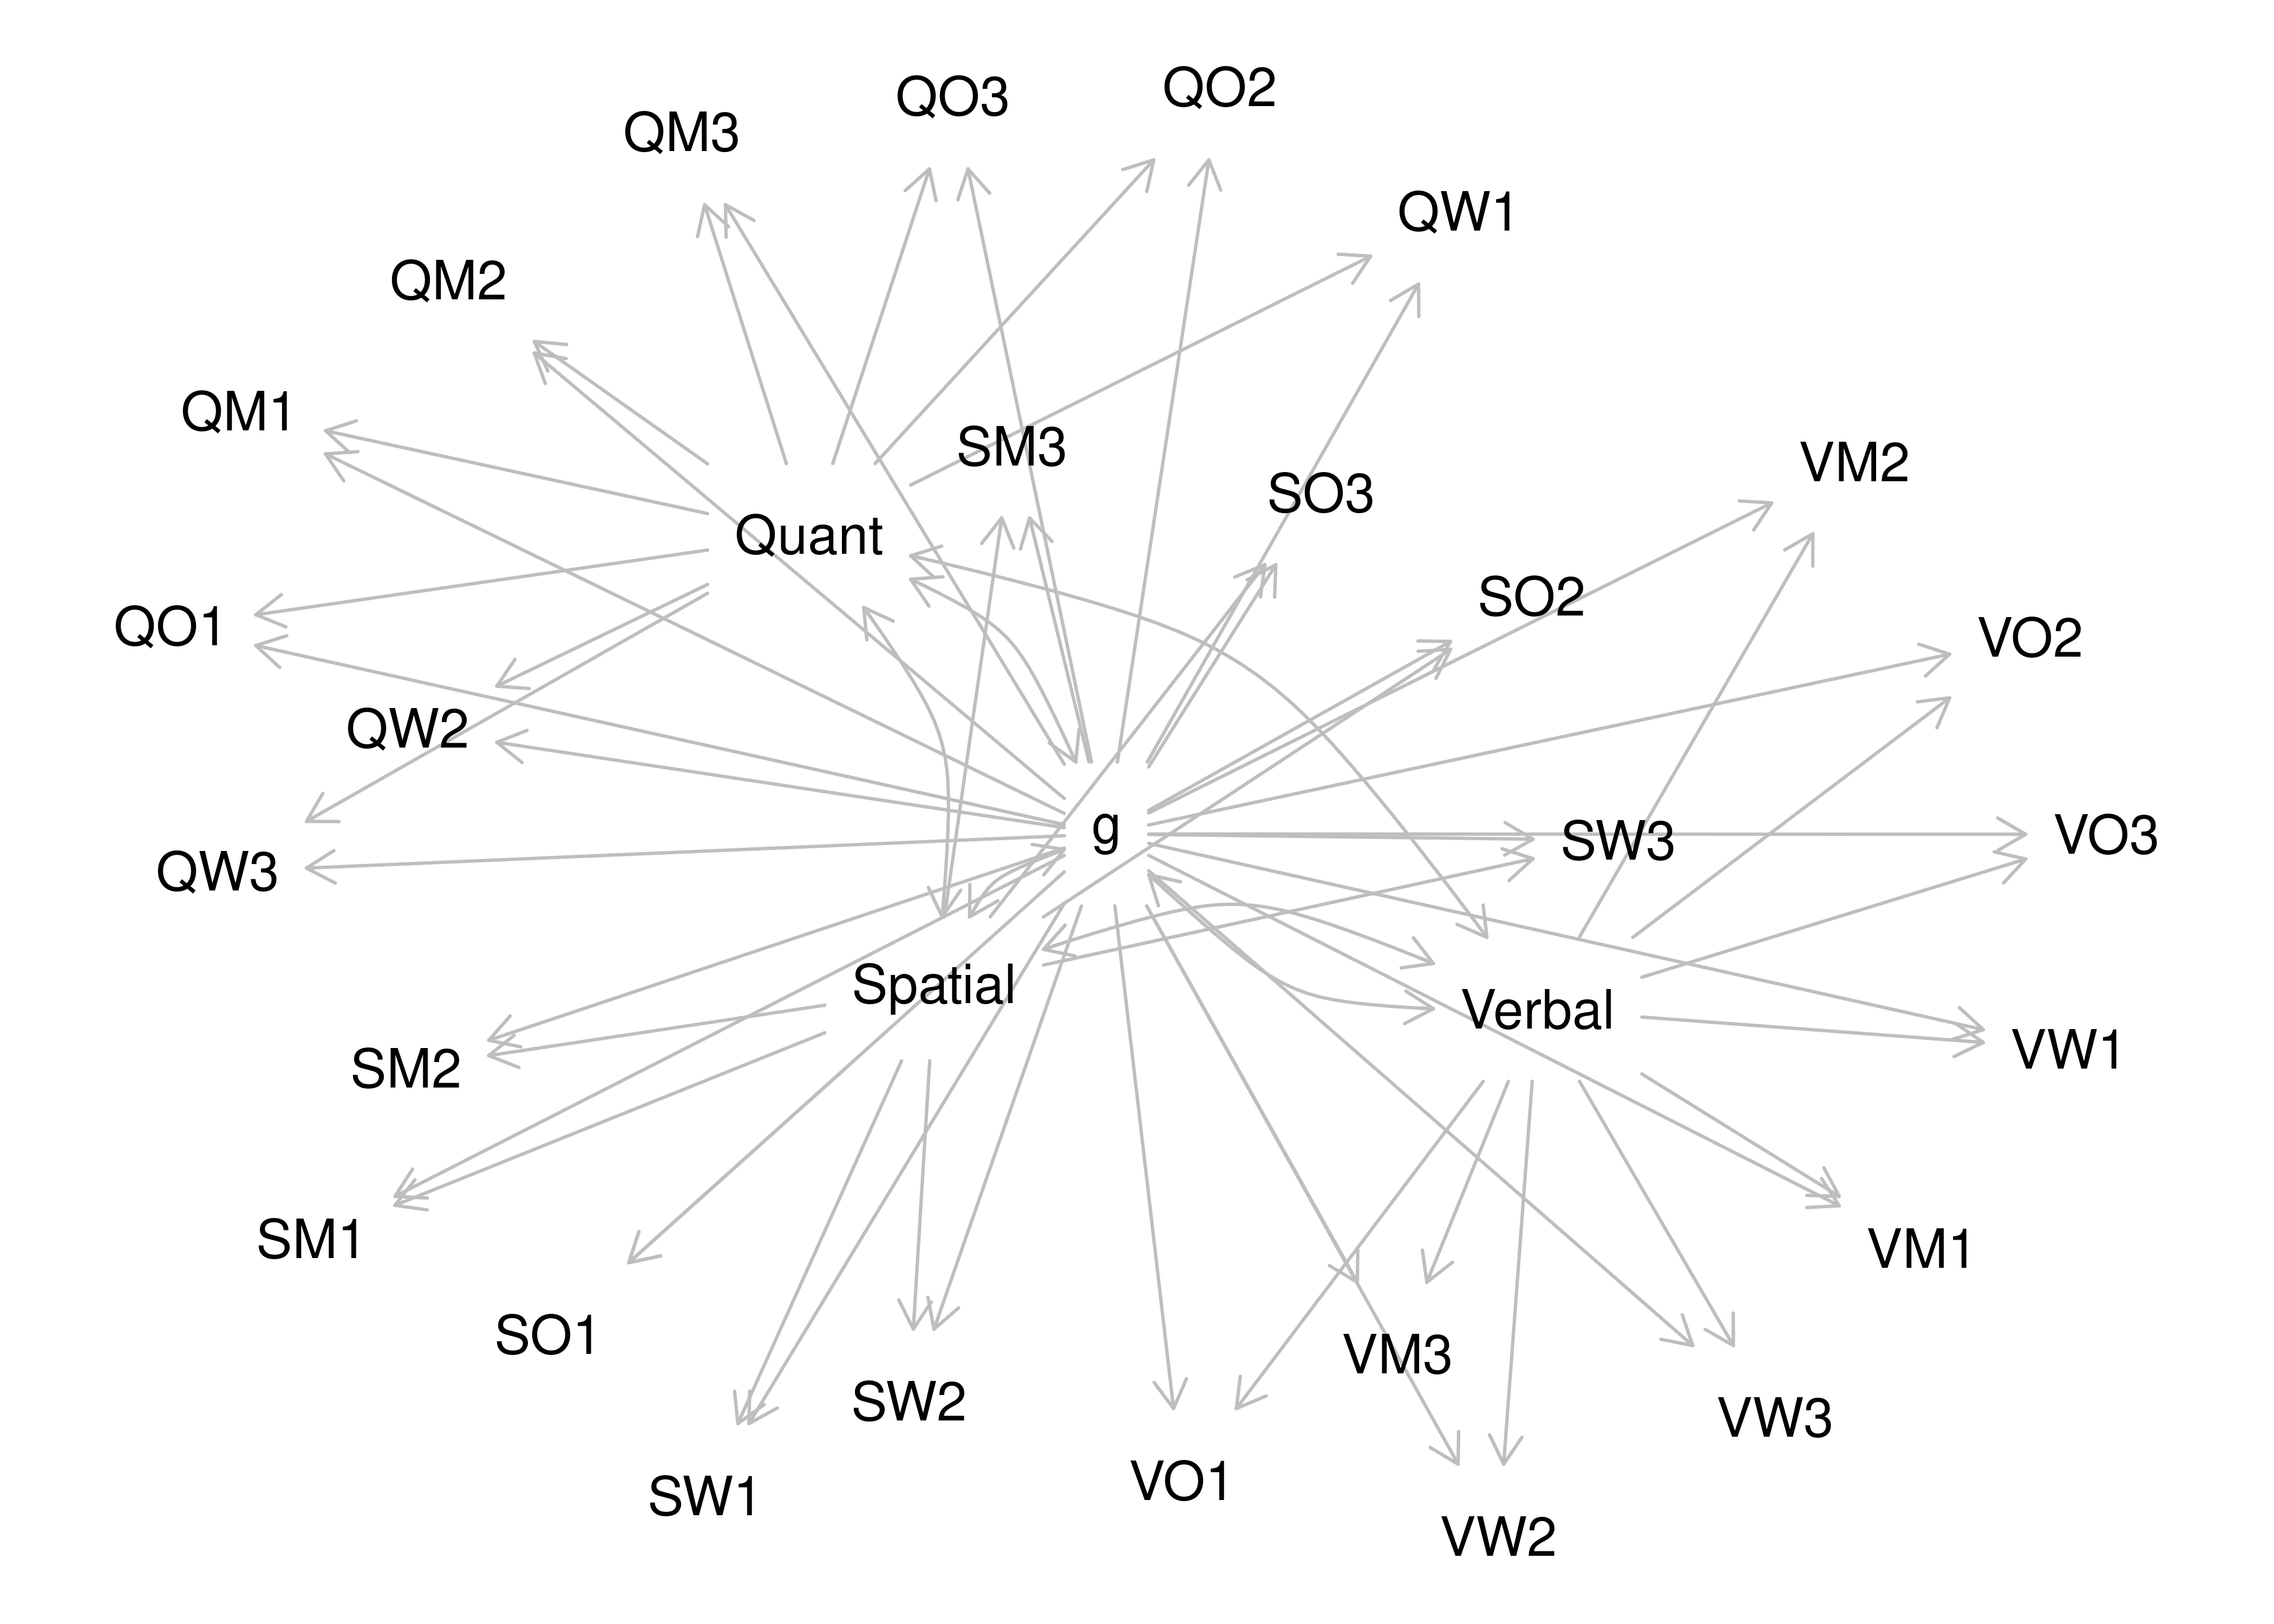 QO2
QO3
QM3
QW1
QM2
QM1
SM3
VM2
SO3
Quant
SO2
QO1
VO2
QW2
g
VO3
SW3
QW3
Spatial
Verbal
VW1
SM2
SM1
VM1
SO1
VM3
SW2
VW3
VO1
SW1
VW2